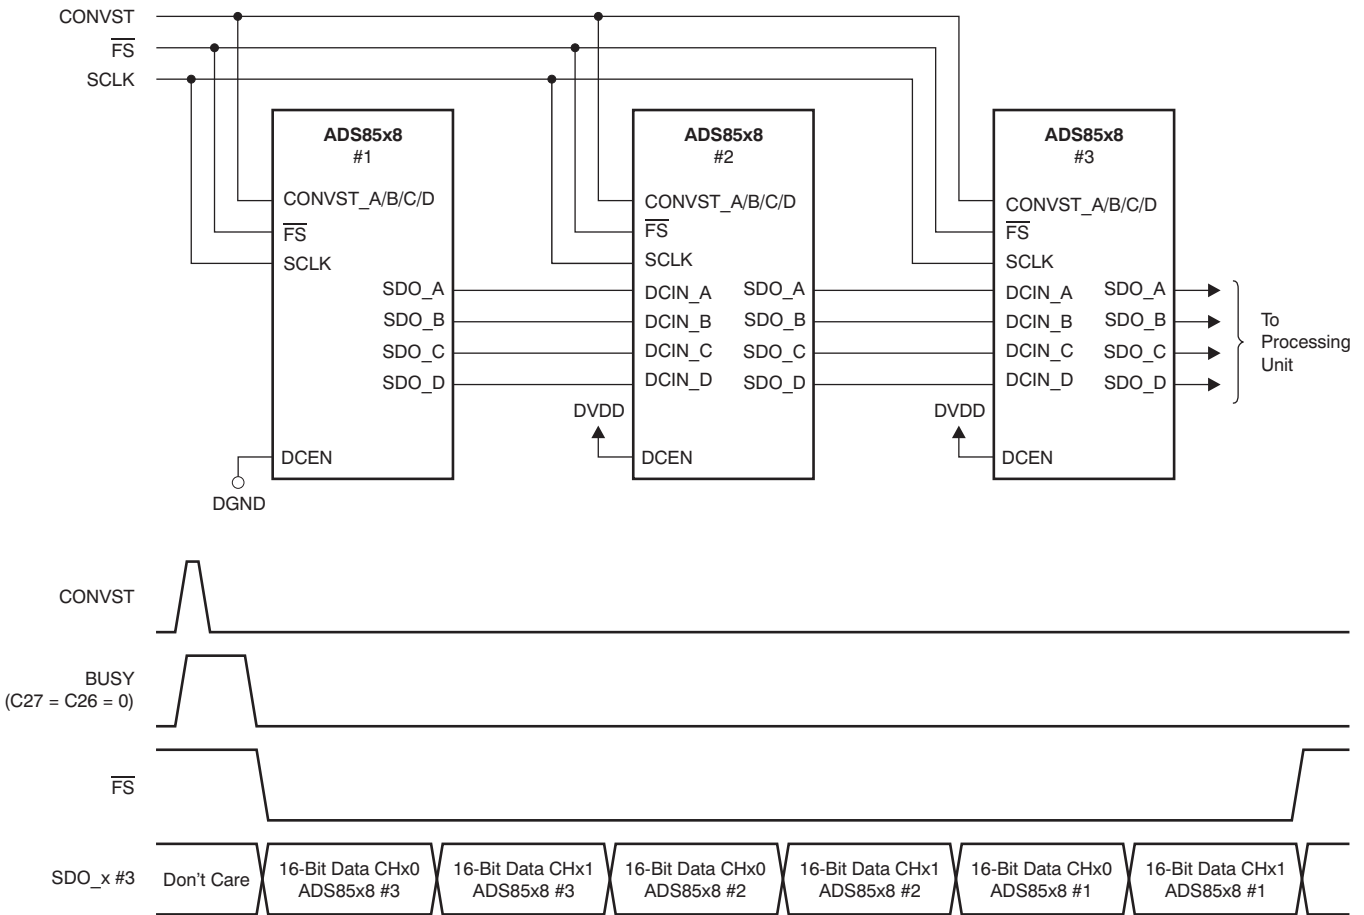 CONVST
FS
SCLK
ADS85x8
#1
CONVST_A/B/C/D
FS
SCLK
SDO_A
SDO_B
SDO_C
SDO_D
DCEN
DGND
ADS85x8
#2
CONVST_A/B/C/D
FS
SCLK
DCIN_A SDO_A
DCIN_B SDO_B
DCIN_C SDO_C
DCIN_D SDO_D
DVDD
DCEN
ADS85x8
#3
CONVST_A/B/C/D
FS
SCLK
DCIN_A SDO_A
DCIN_B SDO_B
DCIN_C SDO_C
DCIN_D SDO_D
DVDD
DCEN
To
Processing
Unit
CONVST
BUSY
(C27 = C26 = 0)
FS
SDO_x #3
Don't Care
16-Bit Data CHx0
ADS85x8 #3
16-Bit Data CHx1
ADS85x8 #3
16-Bit Data CHx0
ADS85x8 #2
16-Bit Data CHx1
ADS85x8 #2
16-Bit Data CHx0
ADS85x8 #1
16-Bit Data CHx1
ADS85x8 #1